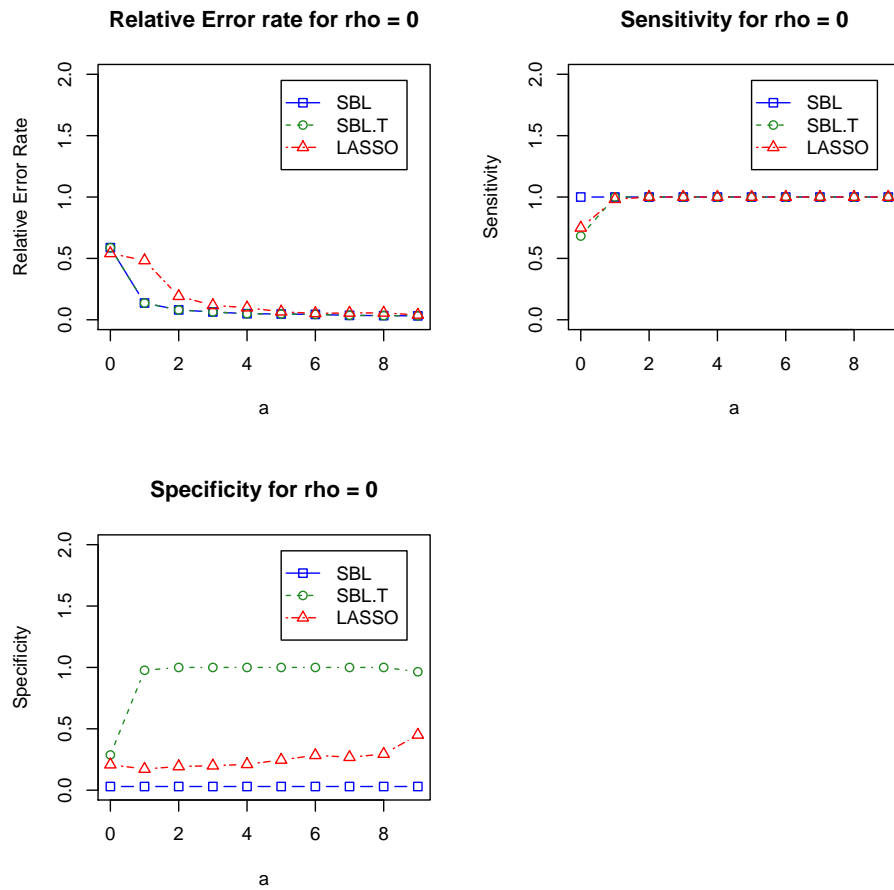 Relative Error rate for rho = 0
Relative Error Rate
2.0
1.5
1.0
0.5
0.0
SBL
SBL.T
LASSO
0 2 4 6 8
a
Sensitivity for rho = 0
Sensitivity
2.0
1.5
1.0
0.5
0.0
SBL
SBL.T
LASSO
0 2 4 6 8
a
Specificity for rho = 0
Specificity
2.0
1.5
1.0
0.5
0.0
SBL
SBL.T
LASSO
0 2 4 6 8
a